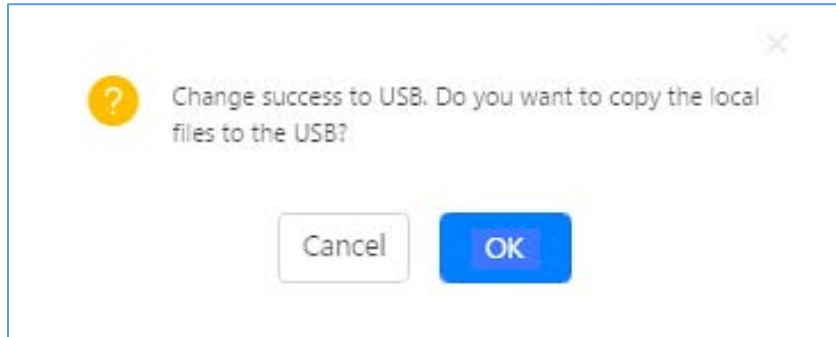 ?
Change success to USB. Do you want to copy the local
files to the USB?
Cancel
OK